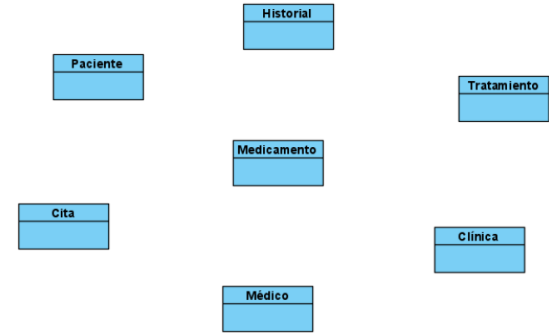 Historial
Paciente
Tratamiento
Medicamento
Cita
Clínica
Médico